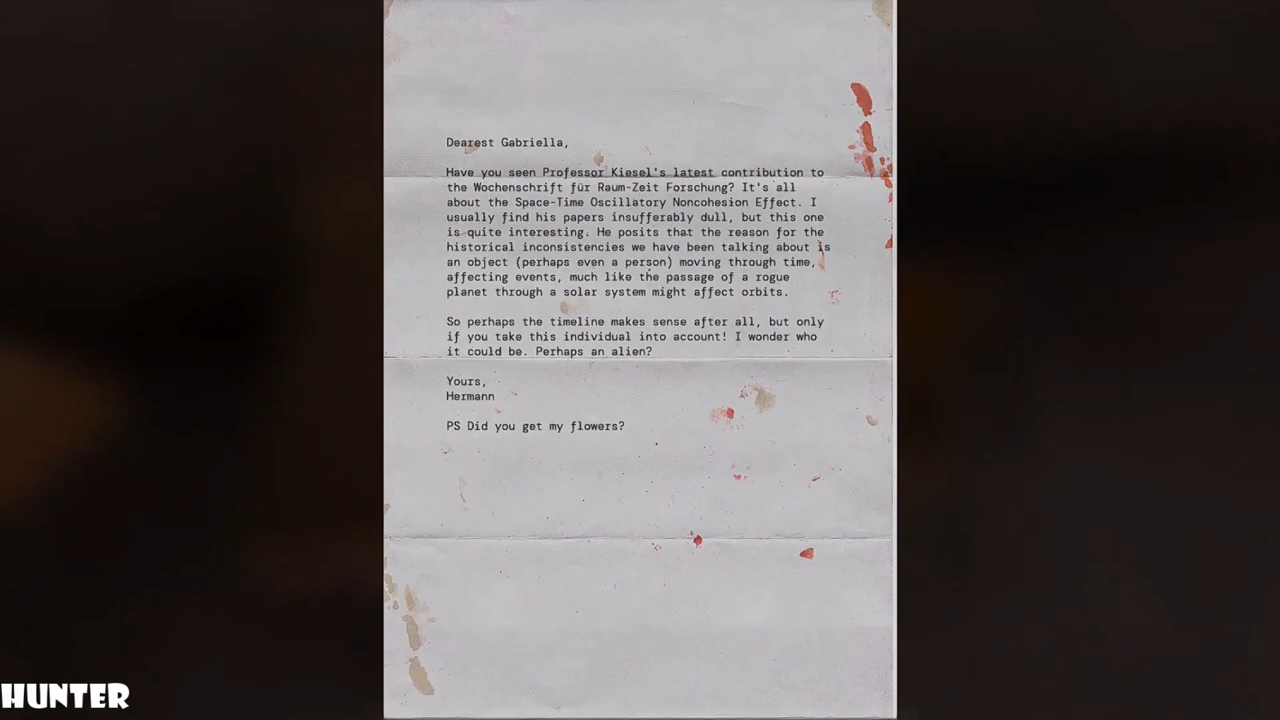 Dearest Gabriella,
Have you seen Professor Kiesel's latest contribution to
the Wochenschrift für Raum-Zeit Forschung? It's all
about the Space-Time Oscillatory Noncohesion Effect. I
usually find his papers insufferably dull, but this one
is quite interesting. He posits that the reason for the
historical inconsistencies we have been talking about is
an object (perhaps even a person) moving through time,
affecting events, much like the passage of a rogue
planet through a solar system might affect orbits.
So perhaps the timeline makes sense after all, but only
if you take this individual into account! I wonder who
it could be. Perhaps an alien?
Yours,
Hermann
PS Did you get my flowers?
HUNTER